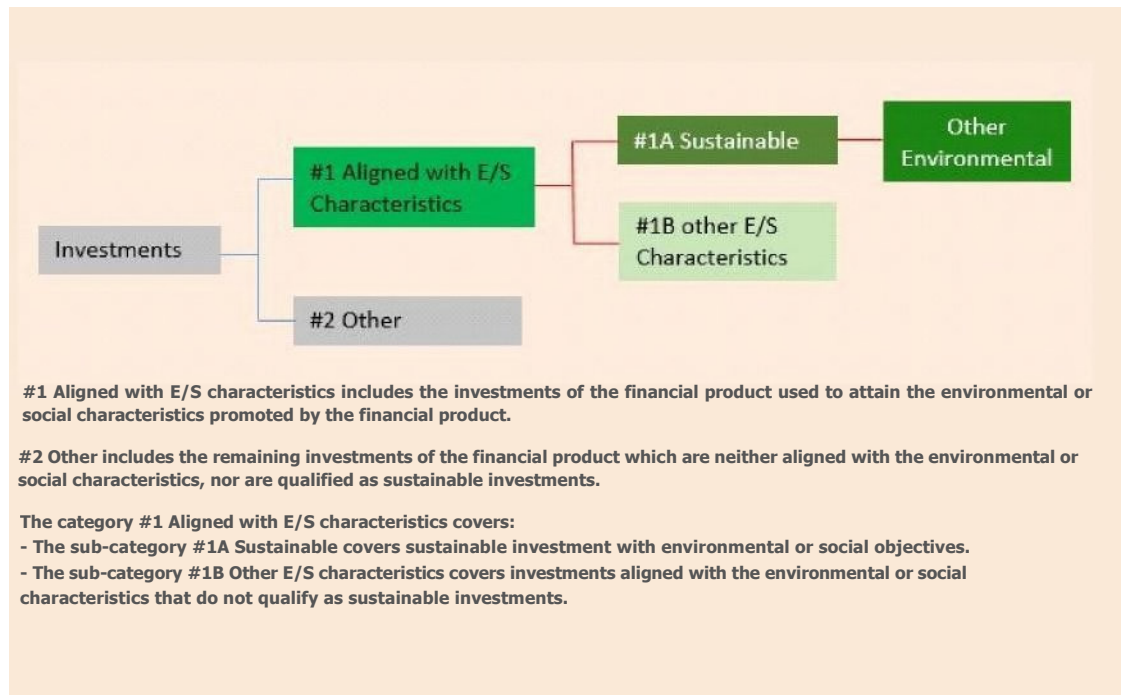 Other
Environmental
#1A Sustainable
#1 Aligned with E/S
Characteristics
#1B other E/S
Characteristics
Investments
#2 Other
#1 Aligned with E/S characteristics includes the investments of the financial product used to attain the environmental or
social characteristics promoted by the financial product.
#2 Other includes the remaining investments of the financial product which are neither aligned with the environmental or
social characteristics, nor are qualified as sustainable investments.
The category #1 Aligned with E/S characteristics covers:
- The sub-category #1A Sustainable covers sustainable investment with environmental or social objectives.
- The sub-category #1B Other E/S characteristics covers investments aligned with the environmental or social
characteristics that do not qualify as sustainable investments.